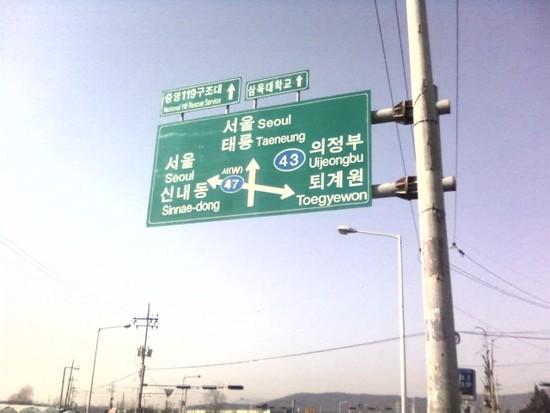 중앙119구조대
National 119 Rescue Service
삼육대학교
서울 Seoul
태릉 Taeneung
서울
Seoul
신내동
Sinnae-dong
서(W)
47
43
의정부
Uijeongbu
퇴계원
Toegyewon